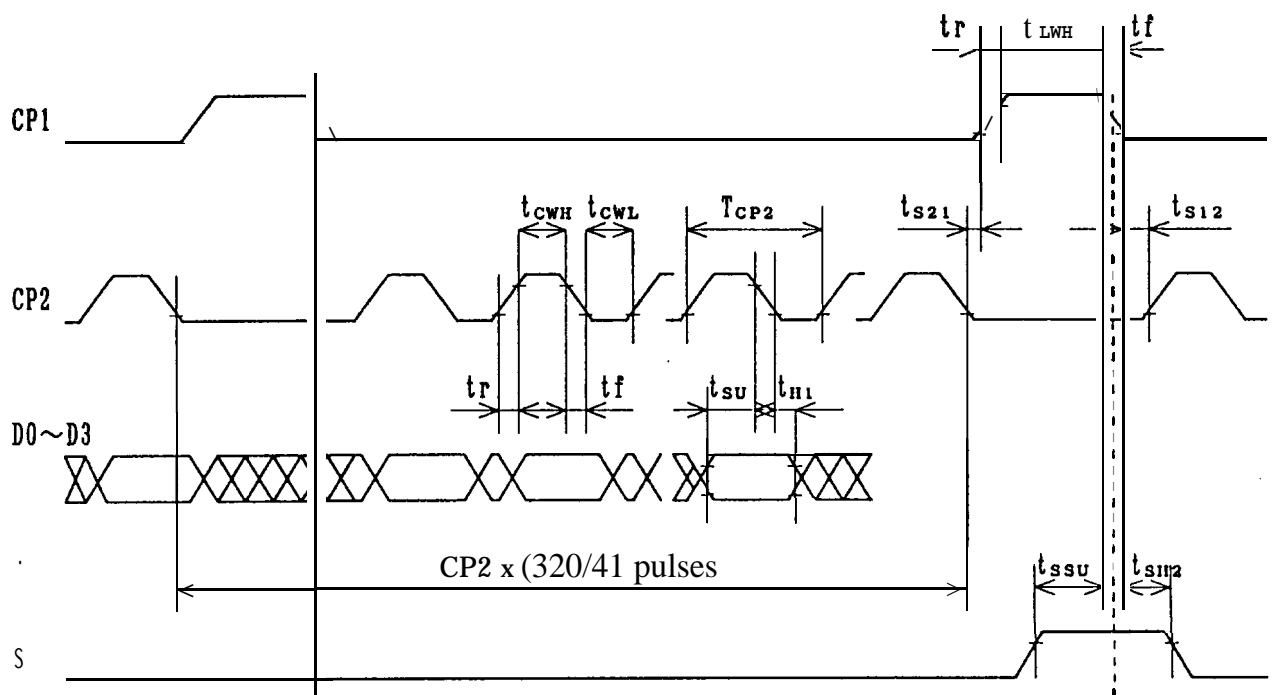 tr t LWH tf
CP1
tCWH tCWL TCP2 tS21 tS12
CP2
tr tf tSU tH1
D0~D3
CP2 x (320/41 pulses
tSSU tSH2
S